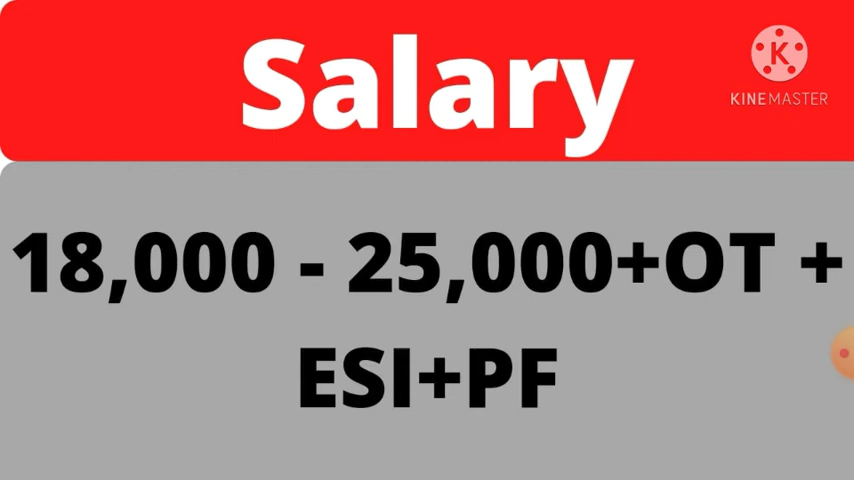 Salary
KINEMASTER
18,000 - 25,000+OT +
ESI+PF